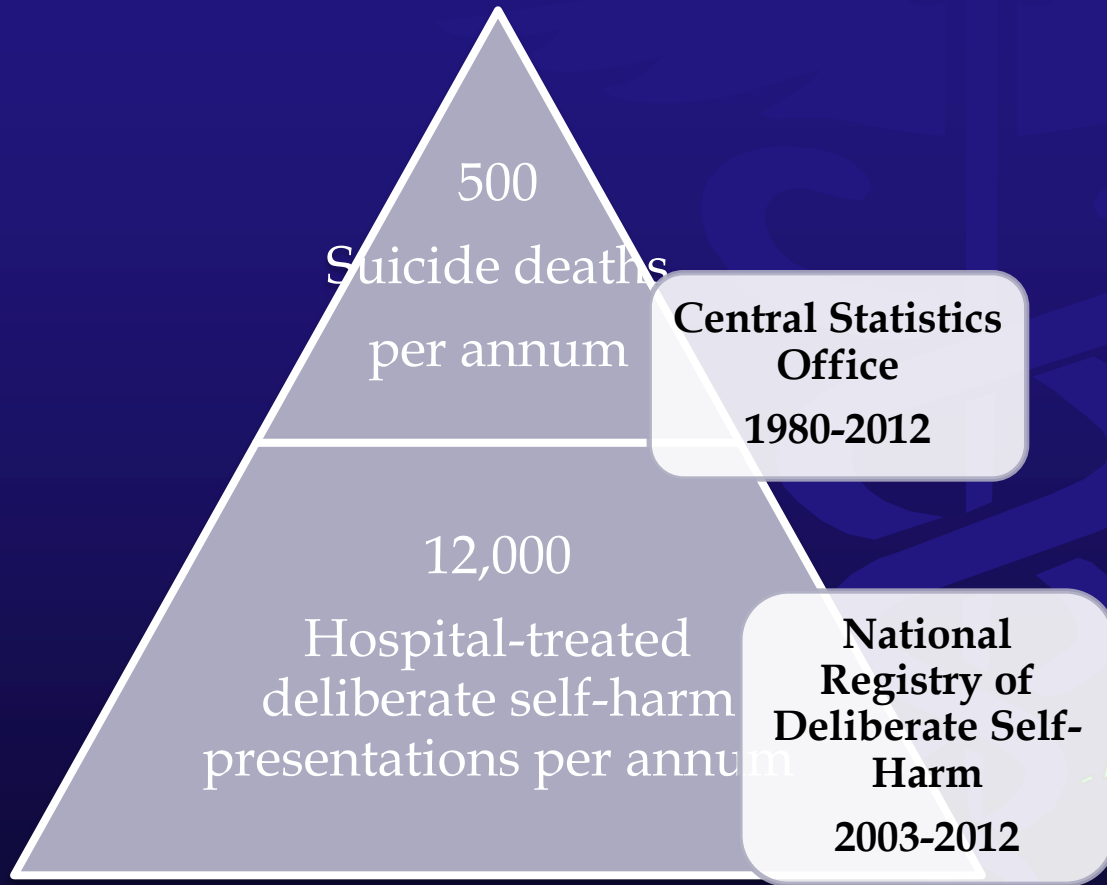 500
Suicide deaths
per annum
Central Statistics
Office
1980-2012
12,000
Hospital-treated
deliberate self-harm
presentations per annum
National
Registry of
Deliberate Self-
Harm
2003-2012